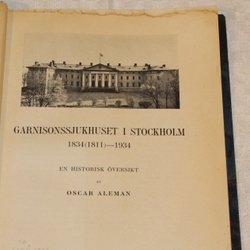 GARNISONSSJUKHUSET I STOCKHOLM
1834(1811)—1934
EN HISTORISK ÖVERSIKT
AV
OSCAR ALEMAN